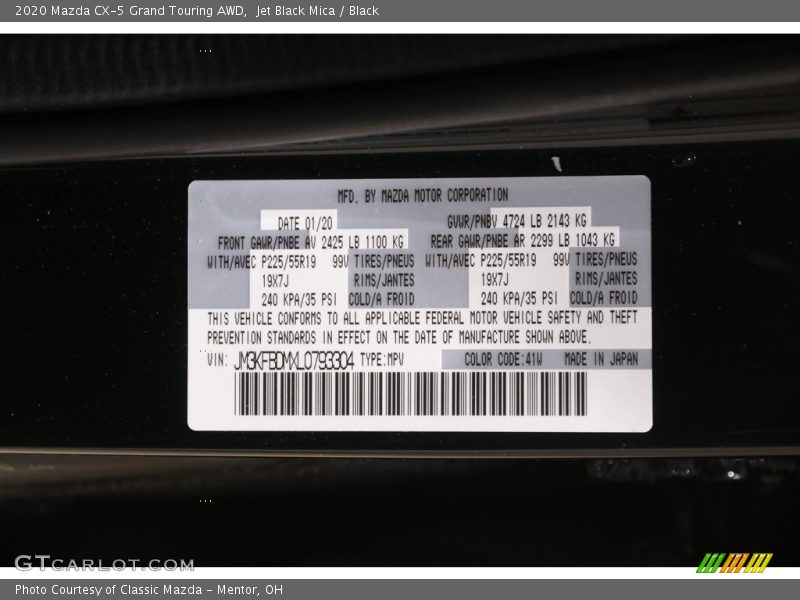 2020 Mazda CX-5 Grand Touring AWD,  Jet Black Mica / Black
MFD. BY MAZDA MOTOR CORPORATION
DATE 01/20 GVWR/PNBV 4724 LB 2143 KG
FRONT GAWR/PNBE AV 2425 LB 1100 KG REAR GAWR/PNBE AR 2299 LB 1043 KG
WITH/AVEC P225/55R19 99V TIRES/PNEUS WITH/AVEC P225/55R19 99V TIRES/PNEUS
19X7J RIMS/JANTES 19X7J RIMS/JANTES
240 KPA/35 PSI COLD/A FROID 240 KPA/35 PSI COLD/A FROID
THIS VEHICLE CONFORMS TO ALL APPLICABLE FEDERAL MOTOR VEHICLE SAFETY AND THEFT
PREVENTION STANDARDS IN EFFECT ON THE DATE OF MANUFACTURE SHOWN ABOVE.
VIN: JM3KFBDMXL0793304 TYPE:MPV COLOR CODE:41W MADE IN JAPAN
GTCARLOT.COM
Photo Courtesy of Classic Mazda - Mentor, OH